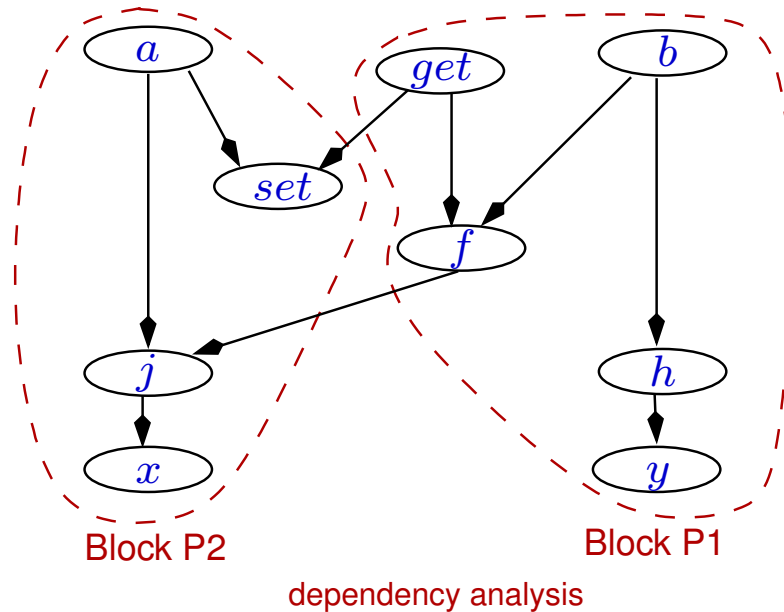 a
get
b
set
f
j
h
x
y
Block P2
Block P1
dependency analysis